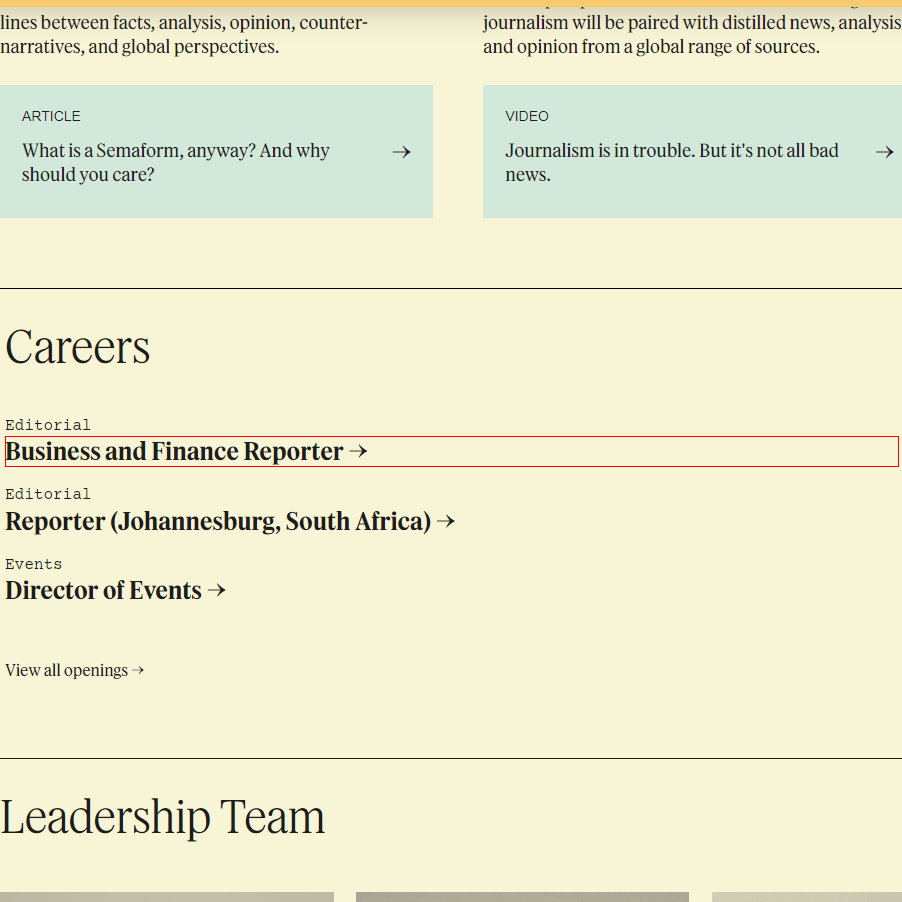 lines between facts, analysis, opinion, counter-
narratives, and global perspectives.
journalism will be paired with distilled news, analysis
and opinion from a global range of sources.
ARTICLE
What is a Semaform, anyway? And why →
should you care?
VIDEO
Journalism is in trouble. But it's not all bad →
news.
Careers
Editorial
Business and Finance Reporter →
Editorial
Reporter (Johannesburg, South Africa) →
Events
Director of Events →
View all openings →
Leadership Team